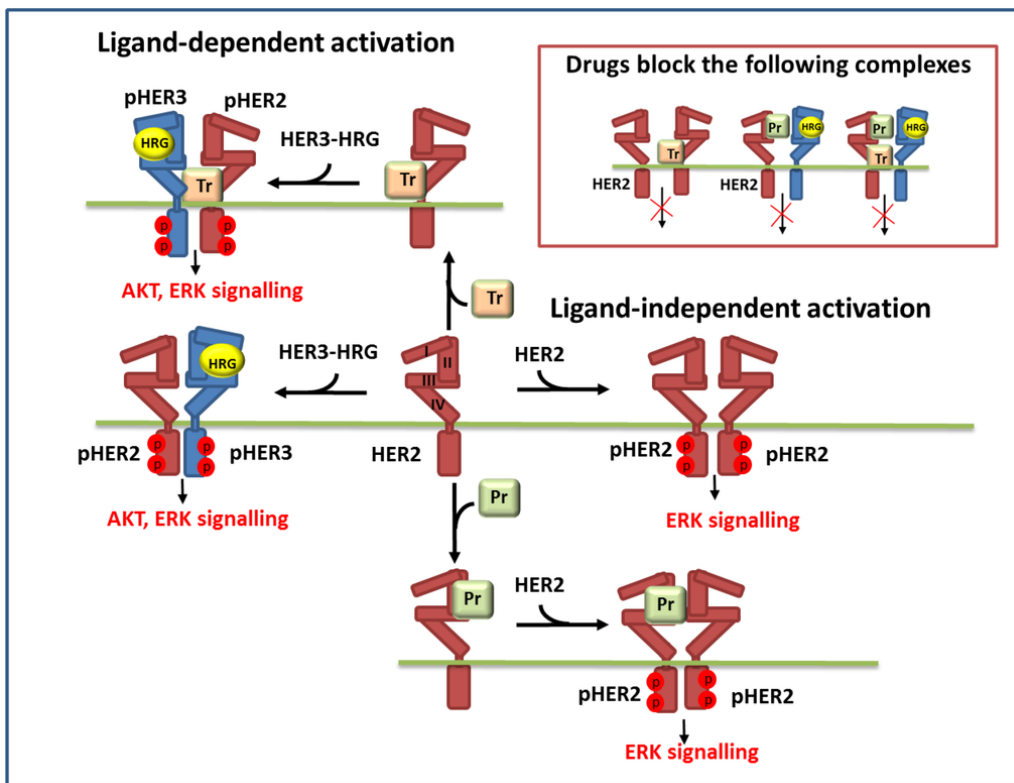 Ligand-dependent activation
Drugs block the following complexes
pHER3
pHER2
HRG
HER3-HRG
Tr
Tr
p
p
p
p
AKT, ERK signalling
Pr
HRG
Pr
HRG
Tr
Tr
HER2
HER2
Tr
Ligand-independent activation
HER3-HRG
HRG
I
II
III
IV
HER2
pHER2
p
p
p
p
pHER3
HER2
AKT, ERK signalling
pHER2
p
p
p
p
pHER2
ERK signalling
Pr
Pr
HER2
Pr
pHER2
p
p
p
p
pHER2
ERK signalling